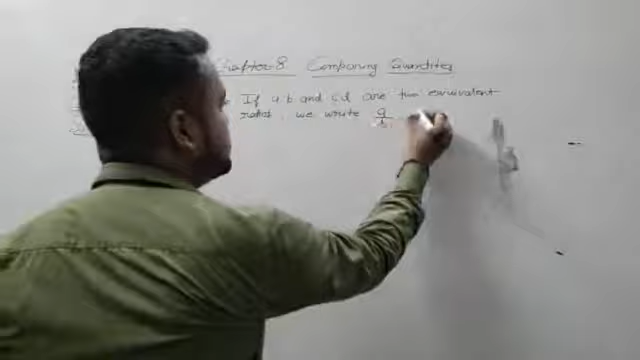 Chapter-8 Comparing Quantities
If a:b and c:d are two equivalent
ratios, we write a/b